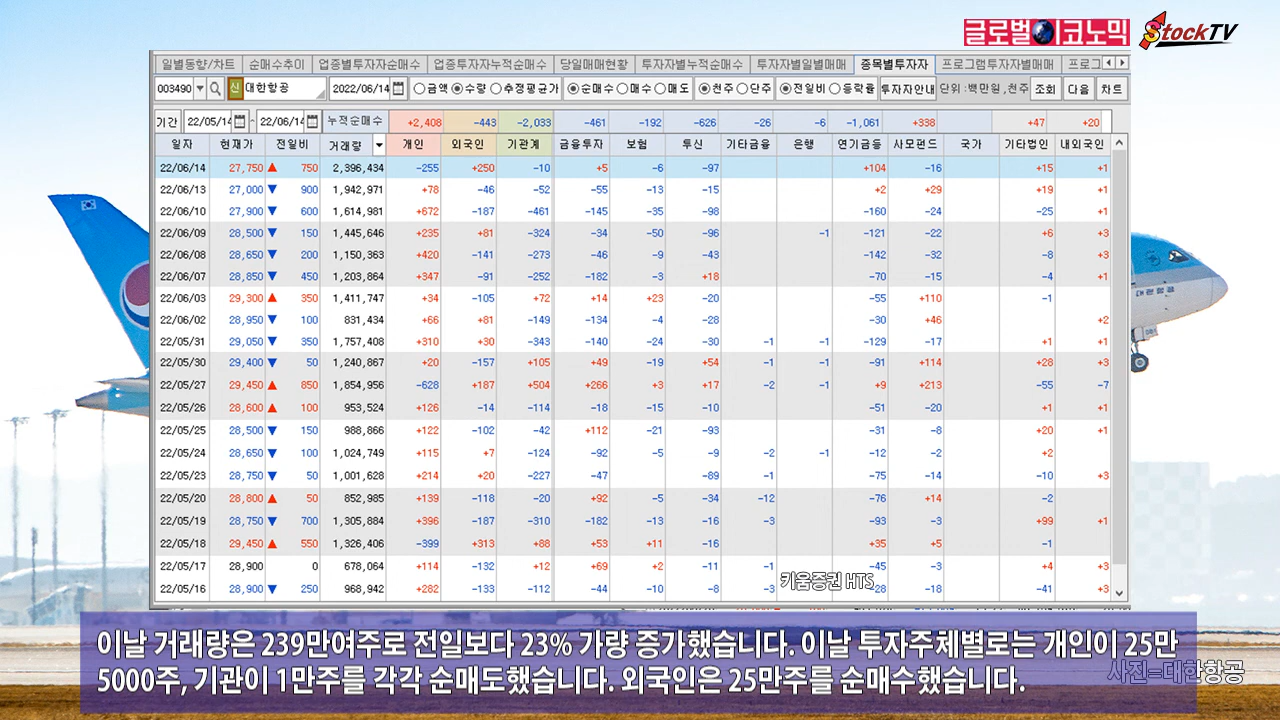 글로벌이코노믹 StockTV
일별동향/차트 순매수추이 업종별투자자순매수 업종투자자누적순매수 당일매매현황 투자자별누적순매수 투자자별일별매매 종목별투자자 프로그램투자자별매매 프로그
003490 신 대한항공 2022/06/14 금액 수량 추정평균가 순매수 매수 매도 천주 단주 전일비 등락률 투자자안내 단위:백만원,천주 조회 다음 차트
기간 22/05/14 ~ 22/06/14 누적순매수 +2,408 -443 -2,033 -461 -192 -626 -26 -6 -1,061 +338 +47 +20
일자 현재가 전일비 거래량 개인 외국인 기관계 금융투자 보험 투신 기타금융 은행 연기금등 사모펀드 국가 기타법인 내외국인
22/06/14 27,750 ▲ 750 2,396,434 -255 +250 -10 +5 -6 -97 +104 -16 +15 +1
22/06/13 27,000 ▼ 900 1,942,971 +78 -46 -52 -55 -13 -15 +2 +29 +19 +1
22/06/10 27,900 ▼ 600 1,614,981 +672 -187 -461 -145 -35 -98 -160 -24 -25 +1
22/06/09 28,500 ▼ 150 1,445,646 +235 +81 -324 -34 -50 -96 -1 -121 -22 +6 +3
22/06/08 28,650 ▼ 200 1,150,363 +420 -141 -273 -46 -9 -43 -142 -32 -8 +3
22/06/07 28,850 ▼ 450 1,203,864 +347 -91 -252 -182 -3 +18 -70 -15 -4 +1
22/06/03 29,300 ▲ 350 1,411,747 +34 -105 +72 +14 +23 -20 -55 +110 -1
22/06/02 28,950 ▼ 100 831,434 +66 +81 -149 -134 -4 -28 -30 +46 +2
22/05/31 29,050 ▼ 350 1,757,408 +310 +30 -343 -140 -24 -30 -1 -1 -129 -17 +1 +1
22/05/30 29,400 ▼ 50 1,240,867 +20 -157 +105 +49 -19 +54 -1 -1 -91 +114 +28 +3
22/05/27 29,450 ▲ 850 1,854,956 -628 +187 +504 +266 +3 +17 -2 -1 +9 +213 -55 -7
22/05/26 28,600 ▲ 100 953,524 +126 -14 -114 -18 -15 -10 -51 -20 +1 +1
22/05/25 28,500 ▼ 150 988,866 +122 -102 -42 +112 -21 -93 -31 -8 +20 +1
22/05/24 28,650 ▼ 100 1,024,749 +115 +7 -124 -92 -5 -9 -2 -1 -12 -2 +2
22/05/23 28,750 ▼ 50 1,001,628 +214 +20 -227 -47 -89 -1 -75 -14 -10 +3
22/05/20 28,800 ▲ 50 852,985 +139 -118 -20 +92 -5 -34 -12 -76 +14 -2
22/05/19 28,750 ▼ 700 1,305,884 +396 -187 -310 -182 -13 -16 -3 -93 -3 +99 +1
22/05/18 29,450 ▲ 550 1,326,406 -399 +313 +88 +53 +11 -16 +35 +5 -1
22/05/17 28,900 0 678,064 +114 -132 +12 +69 +2 -11 -1 -45 -3 +4 +3
22/05/16 28,900 ▼ 250 968,942 +282 -133 -112 -44 -10 -8 -3 -28 -18 -41 +3
키움증권 HTS
대한항공
이날 거래량은 239만여주로 전일보다 23% 가량 증가했습니다. 이날 투자주체별로는 개인이 25만
5000주, 기관이 1만주를 각각 순매도했습니다. 외국인은 25만주를 순매수했습니다.
사진=대한항공